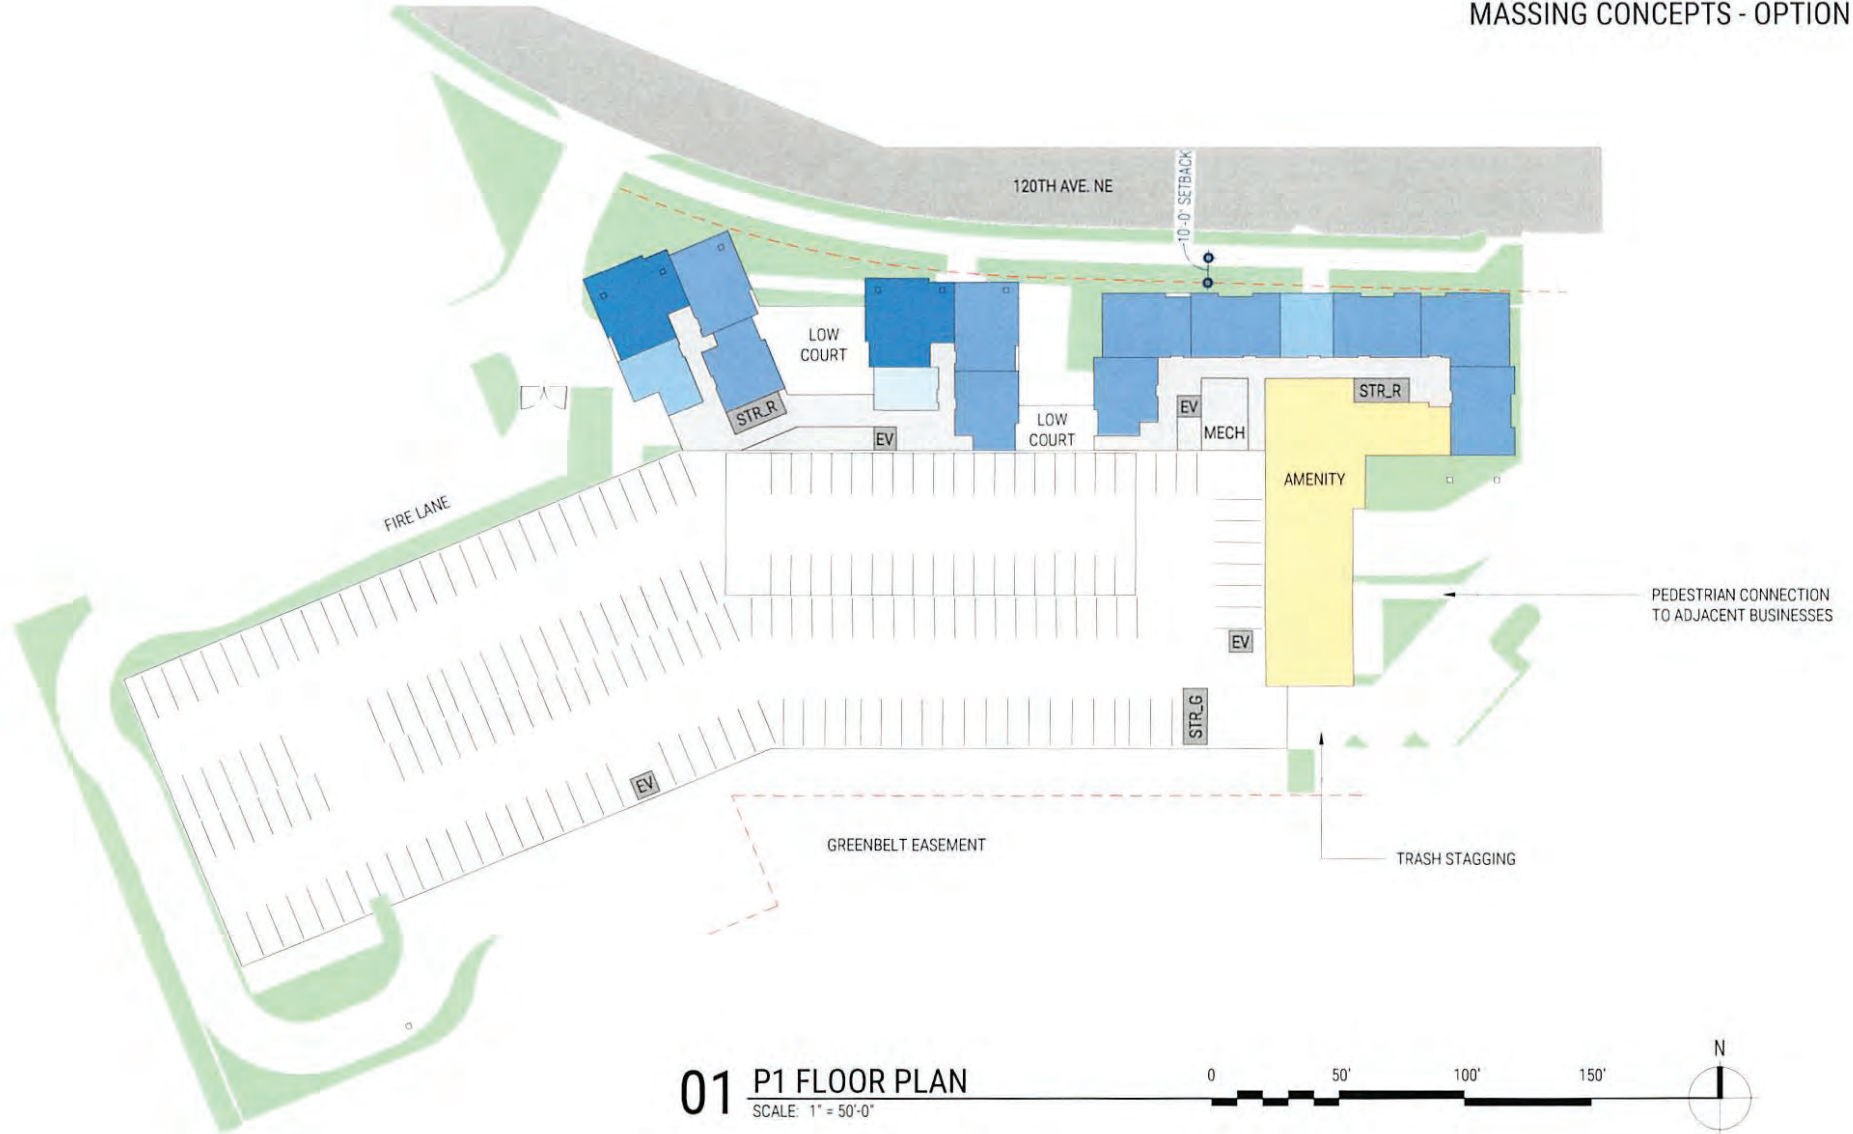 MASSING CONCEPTS - OPTION
120TH AVE. NE
10'-0" SETBACK
LOW
COURT
STR_R
EV
LOW
COURT
EV
MECH
STR_R
AMENITY
FIRE LANE
PEDESTRIAN CONNECTION
TO ADJACENT BUSINESSES
EV
STR_G
EV
GREENBELT EASEMENT
TRASH STAGGING
01 P1 FLOOR PLAN
SCALE: 1" = 50'-0"
0 50' 100' 150'
N